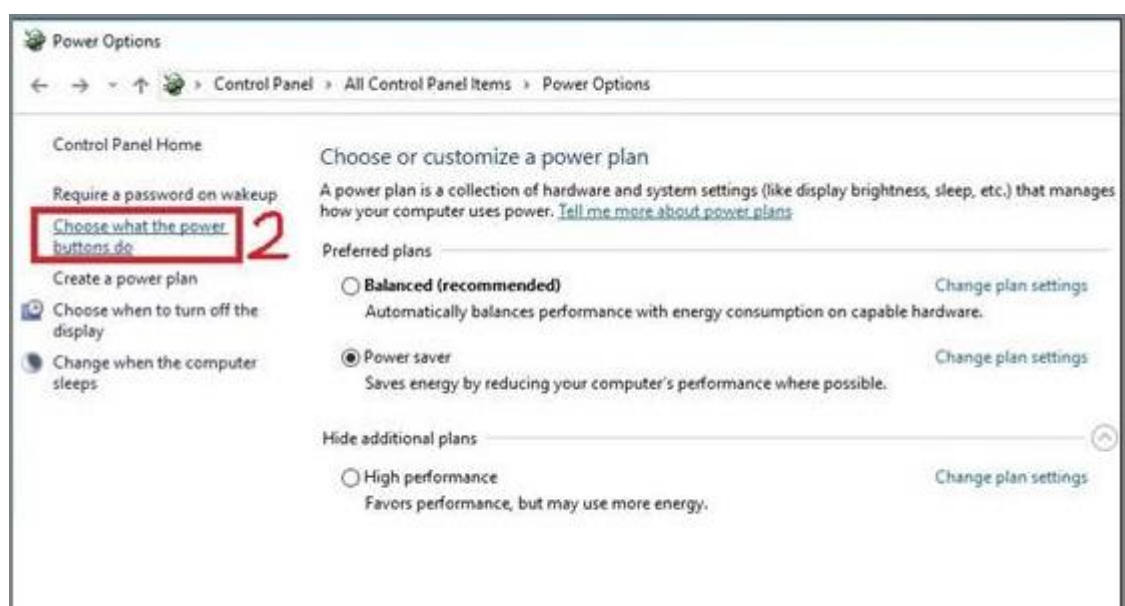 Power Options
Control Panel › All Control Panel Items › Power Options
Control Panel Home
Require a password on wakeup
Choose what the power
buttons do
2
Create a power plan
Choose when to turn off the
display
Change when the computer
sleeps
Choose or customize a power plan
A power plan is a collection of hardware and system settings (like display brightness, sleep, etc.) that manages
how your computer uses power. Tell me more about power plans
Preferred plans
Balanced (recommended) Change plan settings
Automatically balances performance with energy consumption on capable hardware.
Power saver Change plan settings
Saves energy by reducing your computer's performance where possible.
Hide additional plans
High performance Change plan settings
Favors performance, but may use more energy.